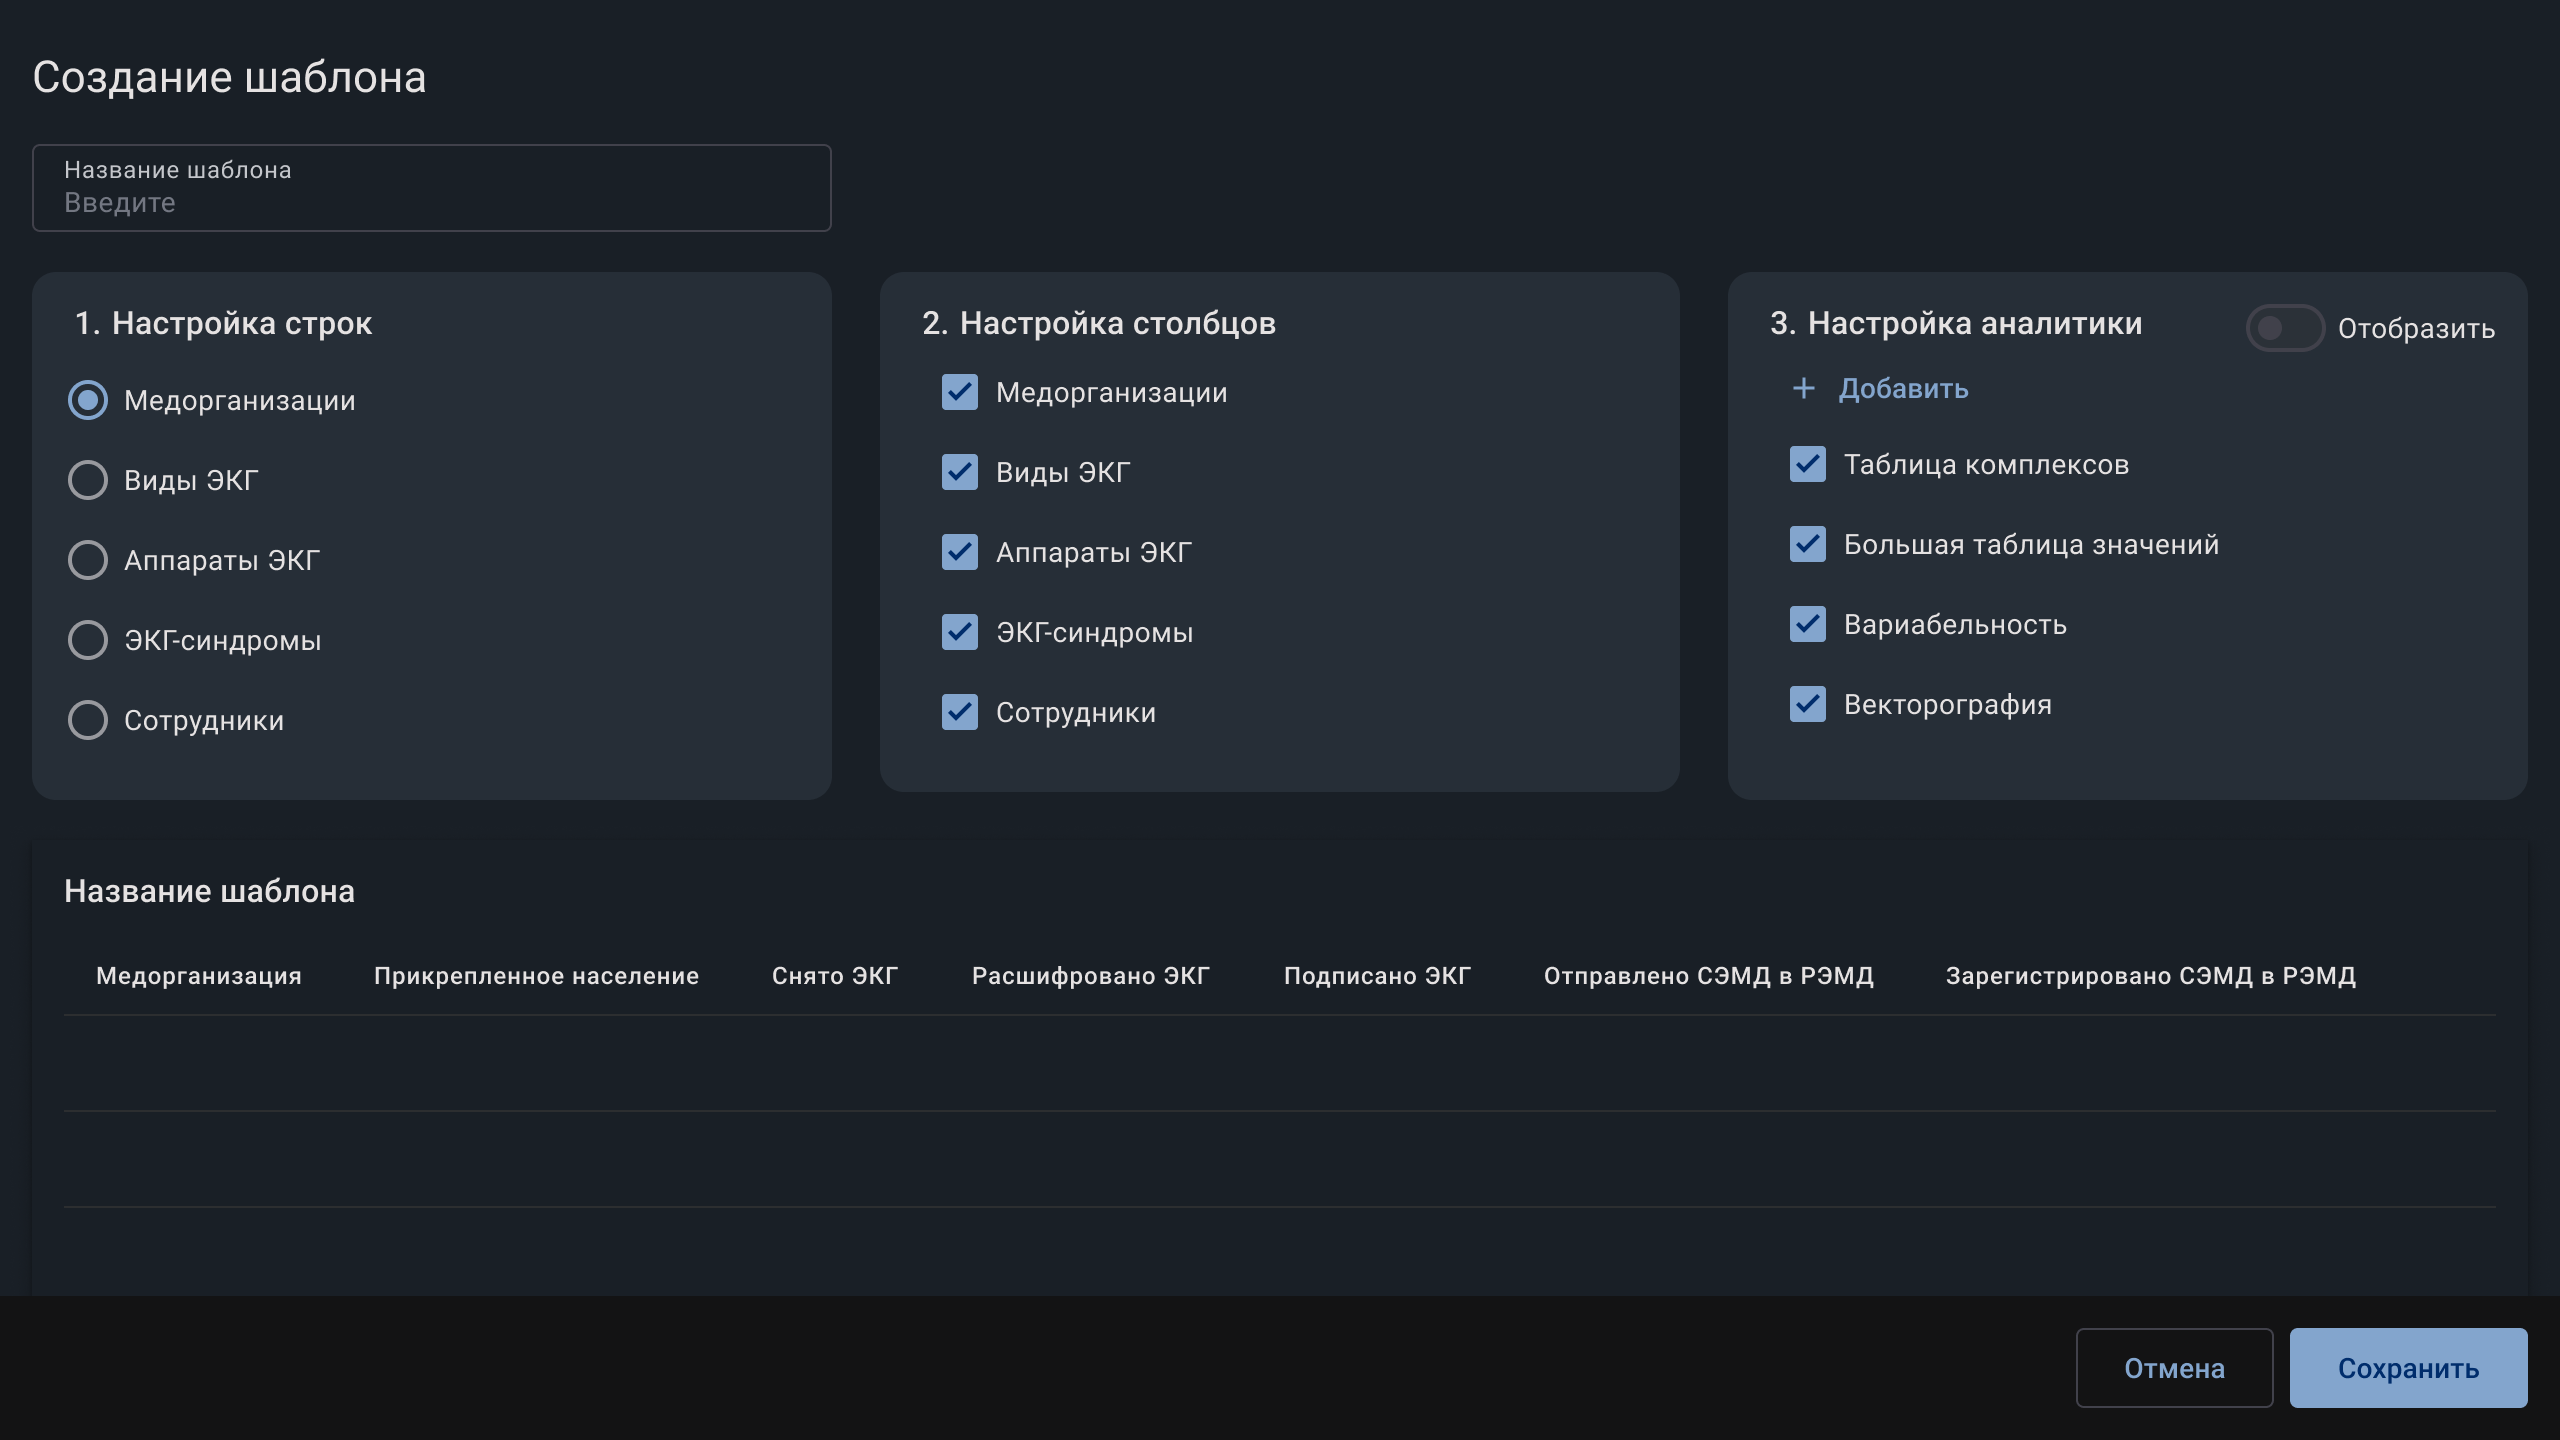 Создание шаблона
Название шаблона
Введите
1. Настройка строк
Медорганизации
Виды ЭКГ
Аппараты ЭКГ
ЭКГ-синдромы
Сотрудники
2. Настройка столбцов
Медорганизации
Виды ЭКГ
Аппараты ЭКГ
ЭКГ-синдромы
Сотрудники
3. Настройка аналитики
Отобразить
+ Добавить
Таблица комплексов
Большая таблица значений
Вариабельность
Векторография
Название шаблона
Медорганизация Прикрепленное население Снято ЭКГ Расшифровано ЭКГ Подписано ЭКГ Отправлено СЭМД в РЭМД Зарегистрировано СЭМД в РЭМД
Отмена Сохранить